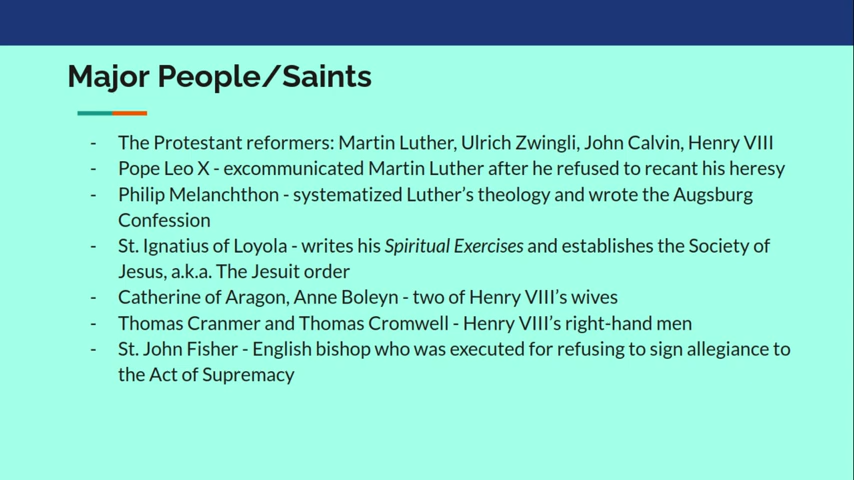 Major People/Saints
- The Protestant reformers: Martin Luther, Ulrich Zwingli, John Calvin, Henry VIII
- Pope Leo X - excommunicated Martin Luther after he refused to recant his heresy
- Philip Melanchthon - systematized Luther's theology and wrote the Augsburg
Confession
- St. Ignatius of Loyola - writes his Spiritual Exercises and establishes the Society of
Jesus, a.k.a. The Jesuit order
- Catherine of Aragon, Anne Boleyn - two of Henry VIII's wives
- Thomas Cranmer and Thomas Cromwell - Henry VIII's right-hand men
- St. John Fisher - English bishop who was executed for refusing to sign allegiance to
the Act of Supremacy